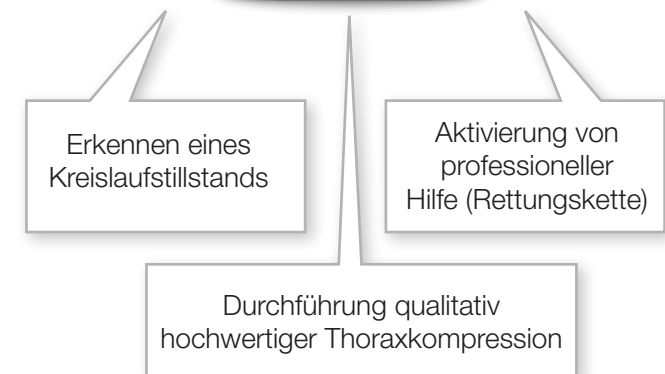 Erkennen eines
Kreislaufstillstands
Aktivierung von
professioneller
Hilfe (Rettungskette)
Durchführung qualitativ
hochwertiger Thoraxkompression